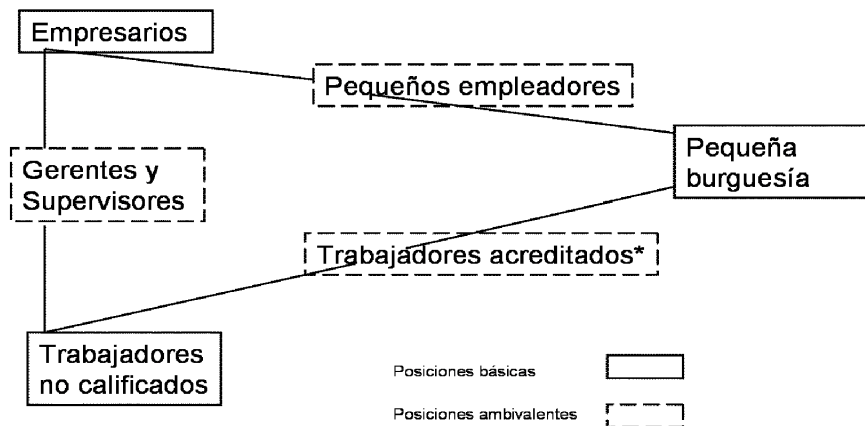 Empresarios
Pequeños empleadores
Pequeña
burguesía
Gerentes y
Supervisores
Trabajadores acreditados*
Trabajadores
no calificados
Posiciones básicas
Posiciones ambivalentes